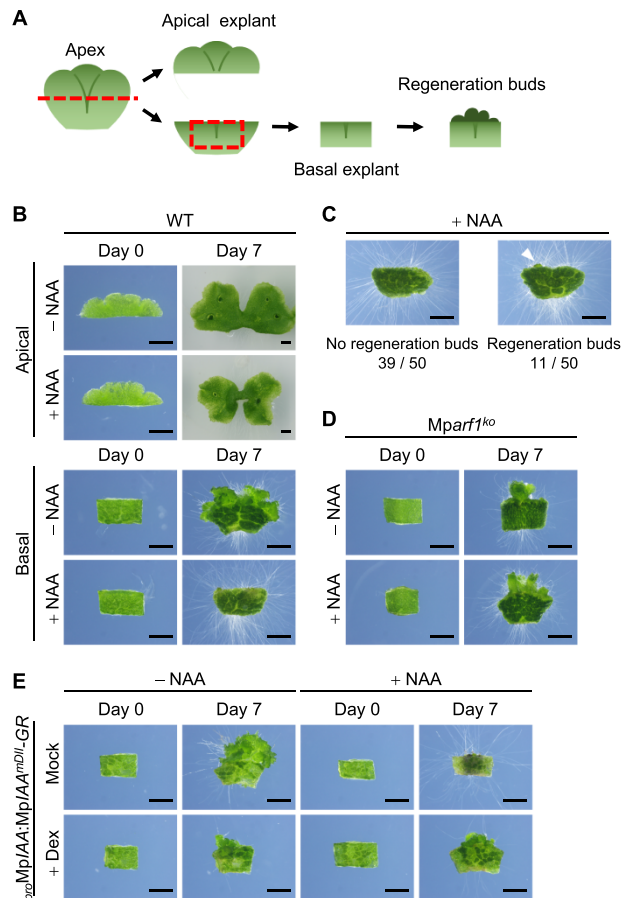 A
Apical explant
Apex
Regeneration buds
Basal explant
B
WT
Day 0
Day 7
Apical
− NAA
+ NAA
Basal
− NAA
+ NAA
C
+ NAA
No regeneration buds
39 / 50
Regeneration buds
11 / 50
D
Mparf1ko
Day 0
Day 7
− NAA
+ NAA
E
− NAA
+ NAA
Day 0
Day 7
Day 0
Day 7
proMpIAA:MpIAAmDII-GR
Mock
+ Dex